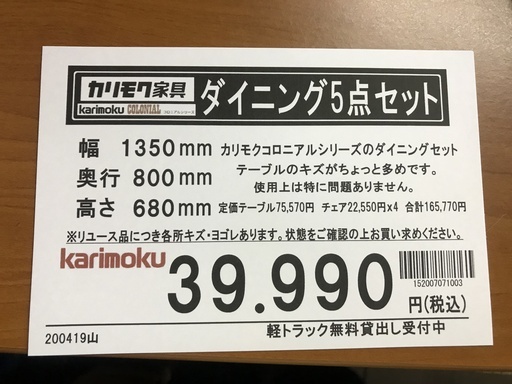 カリモク家具
karimoku COLONIAL
ダイニング5点セット
幅 1350mm
奥行 800mm
高さ 680mm
カリモクコロニアルシリーズのダイニングセット
テーブルのキズがちょっと多めです。
使用上は特に問題ありません。
定価テーブル75,570円 チェア22,550円x4 合計165,770円
※リユース品につき各所キズ・ヨゴレあります。状態をご確認の上お買い求めください。
karimoku
39.990
円(税込)
152007071003
軽トラック無料貸出し受付中
200419山